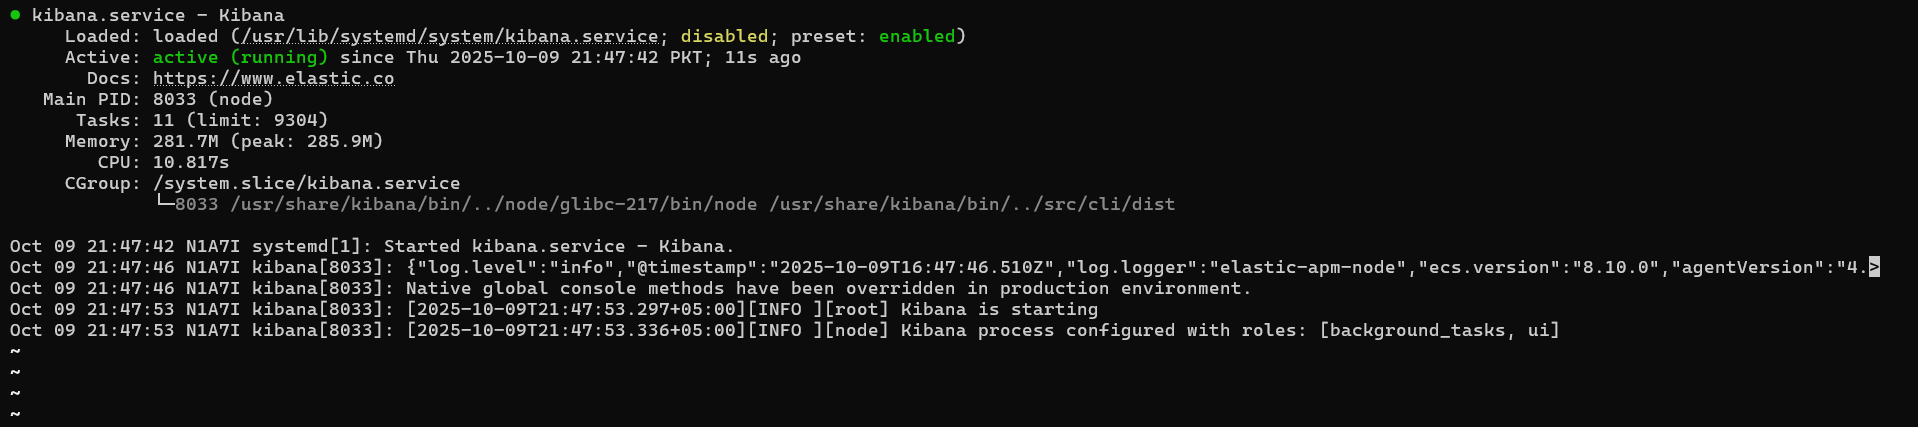 ● kibana.service - Kibana
     Loaded: loaded (/usr/lib/systemd/system/kibana.service; disabled; preset: enabled)
     Active: active (running) since Thu 2025-10-09 21:47:42 PKT; 11s ago
       Docs: https://www.elastic.co
   Main PID: 8033 (node)
      Tasks: 11 (limit: 9304)
     Memory: 281.7M (peak: 285.9M)
        CPU: 10.817s
     CGroup: /system.slice/kibana.service
             └─8033 /usr/share/kibana/bin/../node/glibc-217/bin/node /usr/share/kibana/bin/../src/cli/dist

Oct 09 21:47:42 N1A7I systemd[1]: Started kibana.service - Kibana.
Oct 09 21:47:46 N1A7I kibana[8033]: {"log.level":"info","@timestamp":"2025-10-09T16:47:46.510Z","log.logger":"elastic-apm-node","ecs.version":"8.10.0","agentVersion":"4.>
Oct 09 21:47:46 N1A7I kibana[8033]: Native global console methods have been overridden in production environment.
Oct 09 21:47:53 N1A7I kibana[8033]: [2025-10-09T21:47:53.297+05:00][INFO ][root] Kibana is starting
Oct 09 21:47:53 N1A7I kibana[8033]: [2025-10-09T21:47:53.336+05:00][INFO ][node] Kibana process configured with roles: [background_tasks, ui]
~
~
~
~